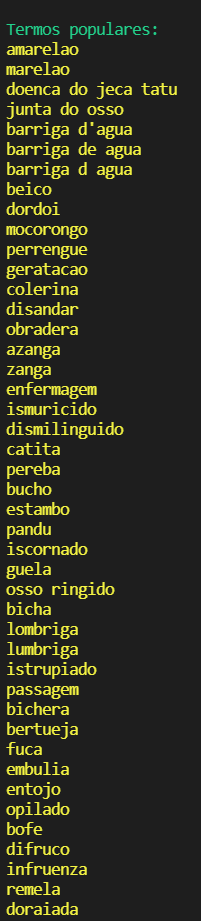 Termos populares:
amarelao
marelao
doenca do jeca tatu
junta do osso
barriga d'agua
barriga de agua
barriga d agua
beico
dordoi
mocorongo
perrengue
geratacao
colerina
disandar
obradera
azanga
zanga
enfermagem
ismuricido
dismilinguido
catita
pereba
bucho
estambo
pandu
iscornado
guela
osso ringido
bicha
lombriga
lumbriga
istrupiado
passagem
bichera
bertueja
fuca
embulia
entojo
opilado
bofe
difruco
infruenza
remela
doraiada